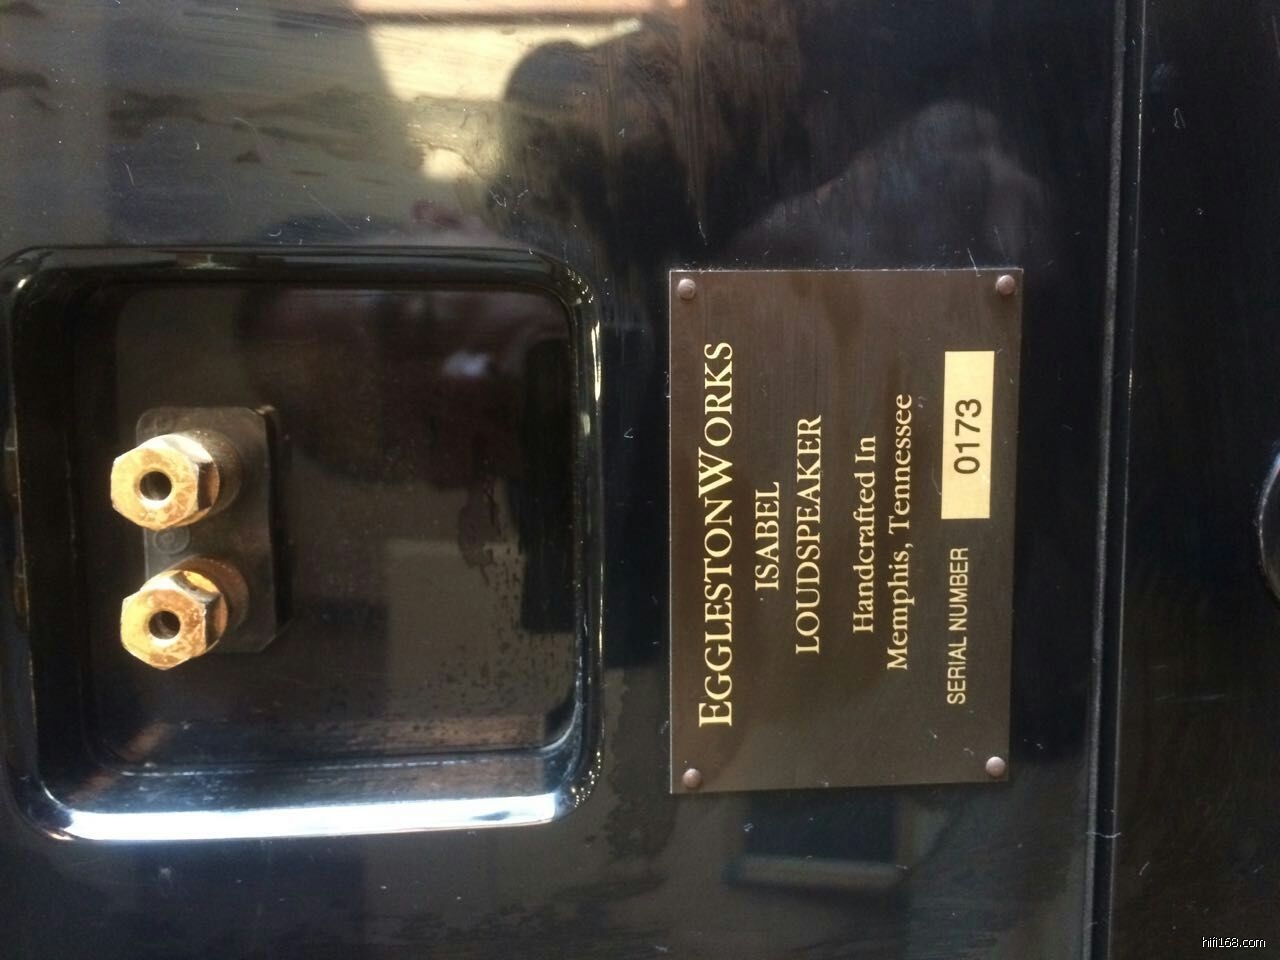 EGGLESTONWORKS
ISABEL
LOUDSPEAKER
Handcrafted In
Memphis, Tennessee
SERIAL NUMBER 0173
hifi168.com